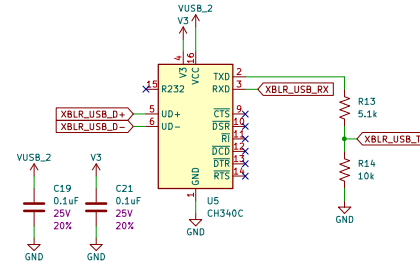 VUSB_2
V3
4
16
V3
VCC
15
R232
TXD
2
RXD
3
XBLR_USB_RX
XBLR_USB_D+
5
UD+
XBLR_USB_D-
6
UD-
CTS
9
DSR
10
RI
11
DCD
12
DTR
13
RTS
14
GND
1
U5
CH340C
GND
R13
5.1k
XBLR_USB_T
R14
10k
GND
VUSB_2
C19
0.1uF
25V
20%
GND
V3
C21
0.1uF
25V
20%
GND